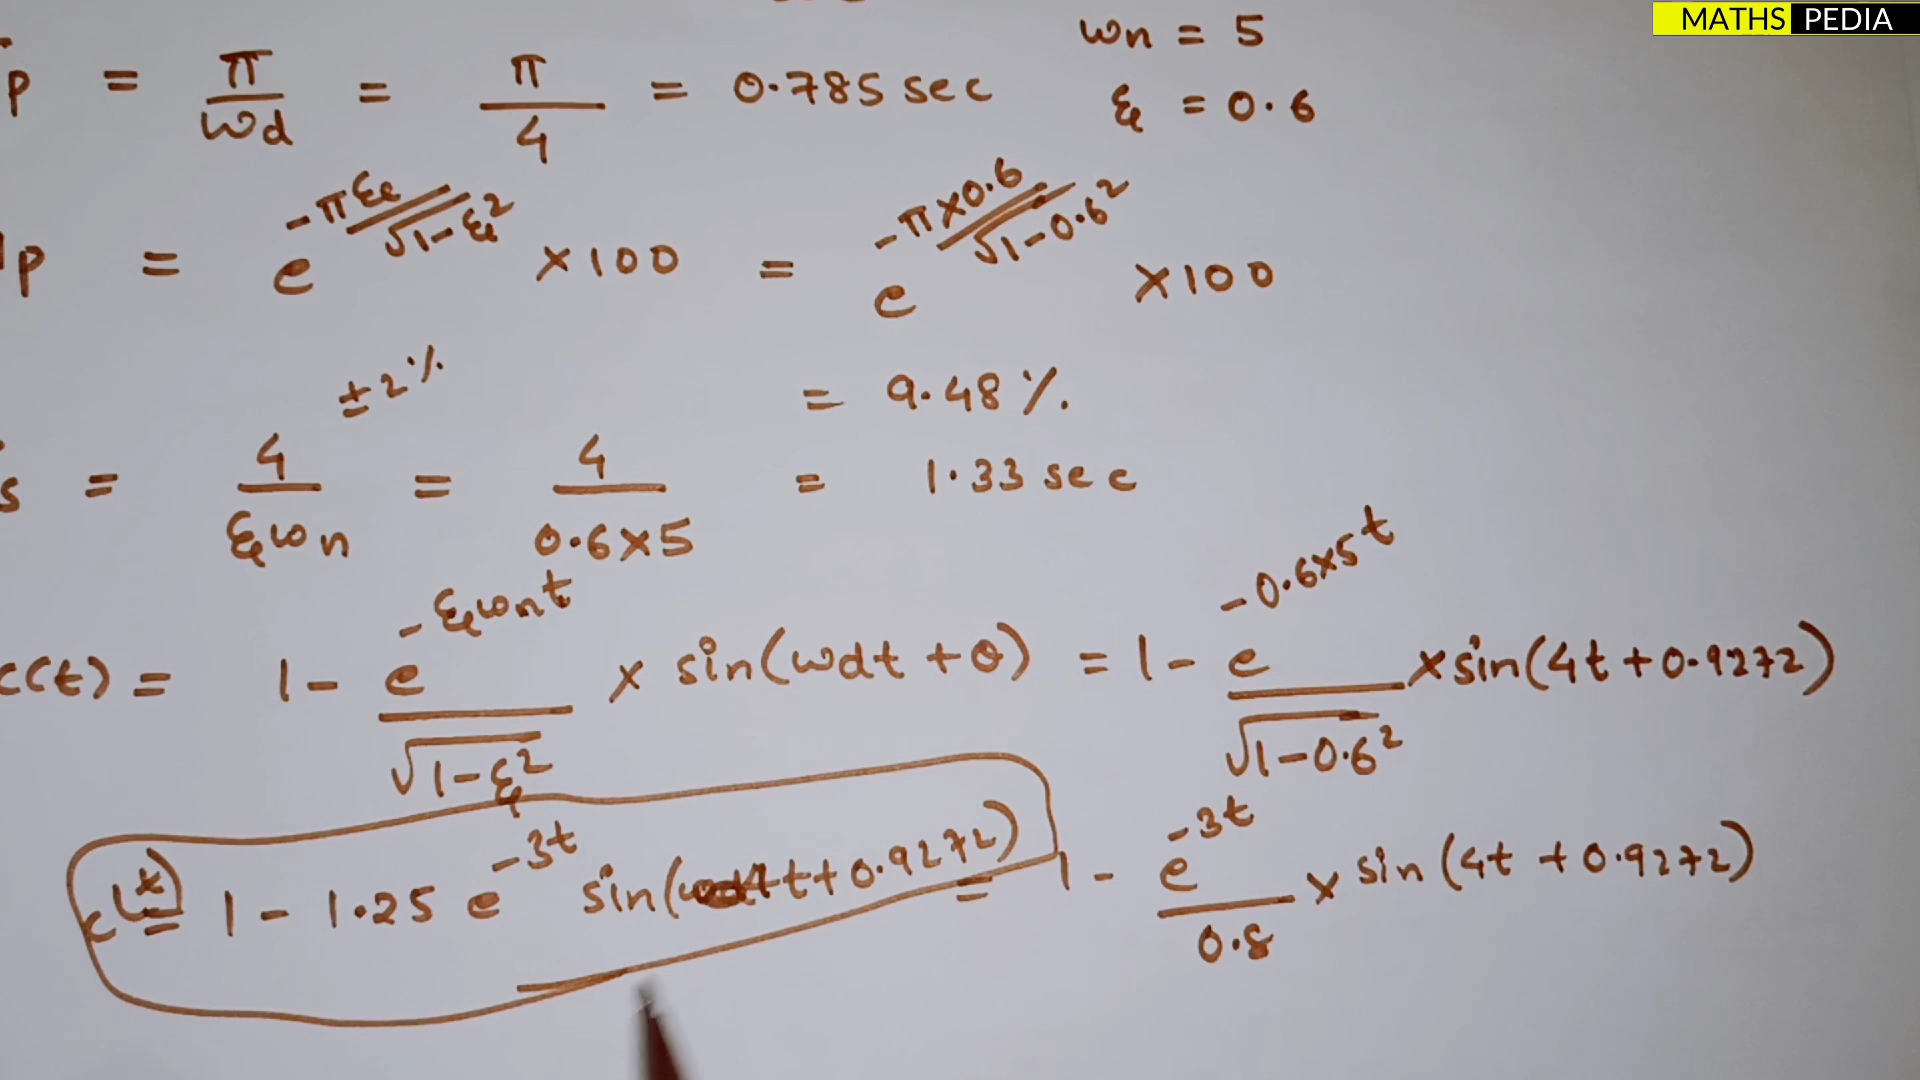 MATHS PEDIA
ωn = 5
p = π/ωd = π/4 = 0.785 sec
ξ = 0.6
p = e^(-πξ/√1-ξ²) ×100 = e^(-π×0.6/√1-0.6²) ×100
±2%
= 9.48%.
s = 4/ξωn = 4/0.6×5 = 1.33 sec
c(t) = 1 - e^(-ξωnt)/√1-ξ² × sin(ωdt + θ) = 1 - e^(-0.6×5t)/√1-0.6² × sin(4t + 0.9272)
c(t) = 1 - 1.25 e^(-3t) sin( t + 0.9272) = 1 - e^(-3t)/0.8 × sin(4t + 0.9272)